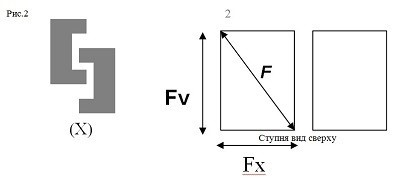 Рис.2
2
F
Fv
Ступня вид сверху
(X)
Fx